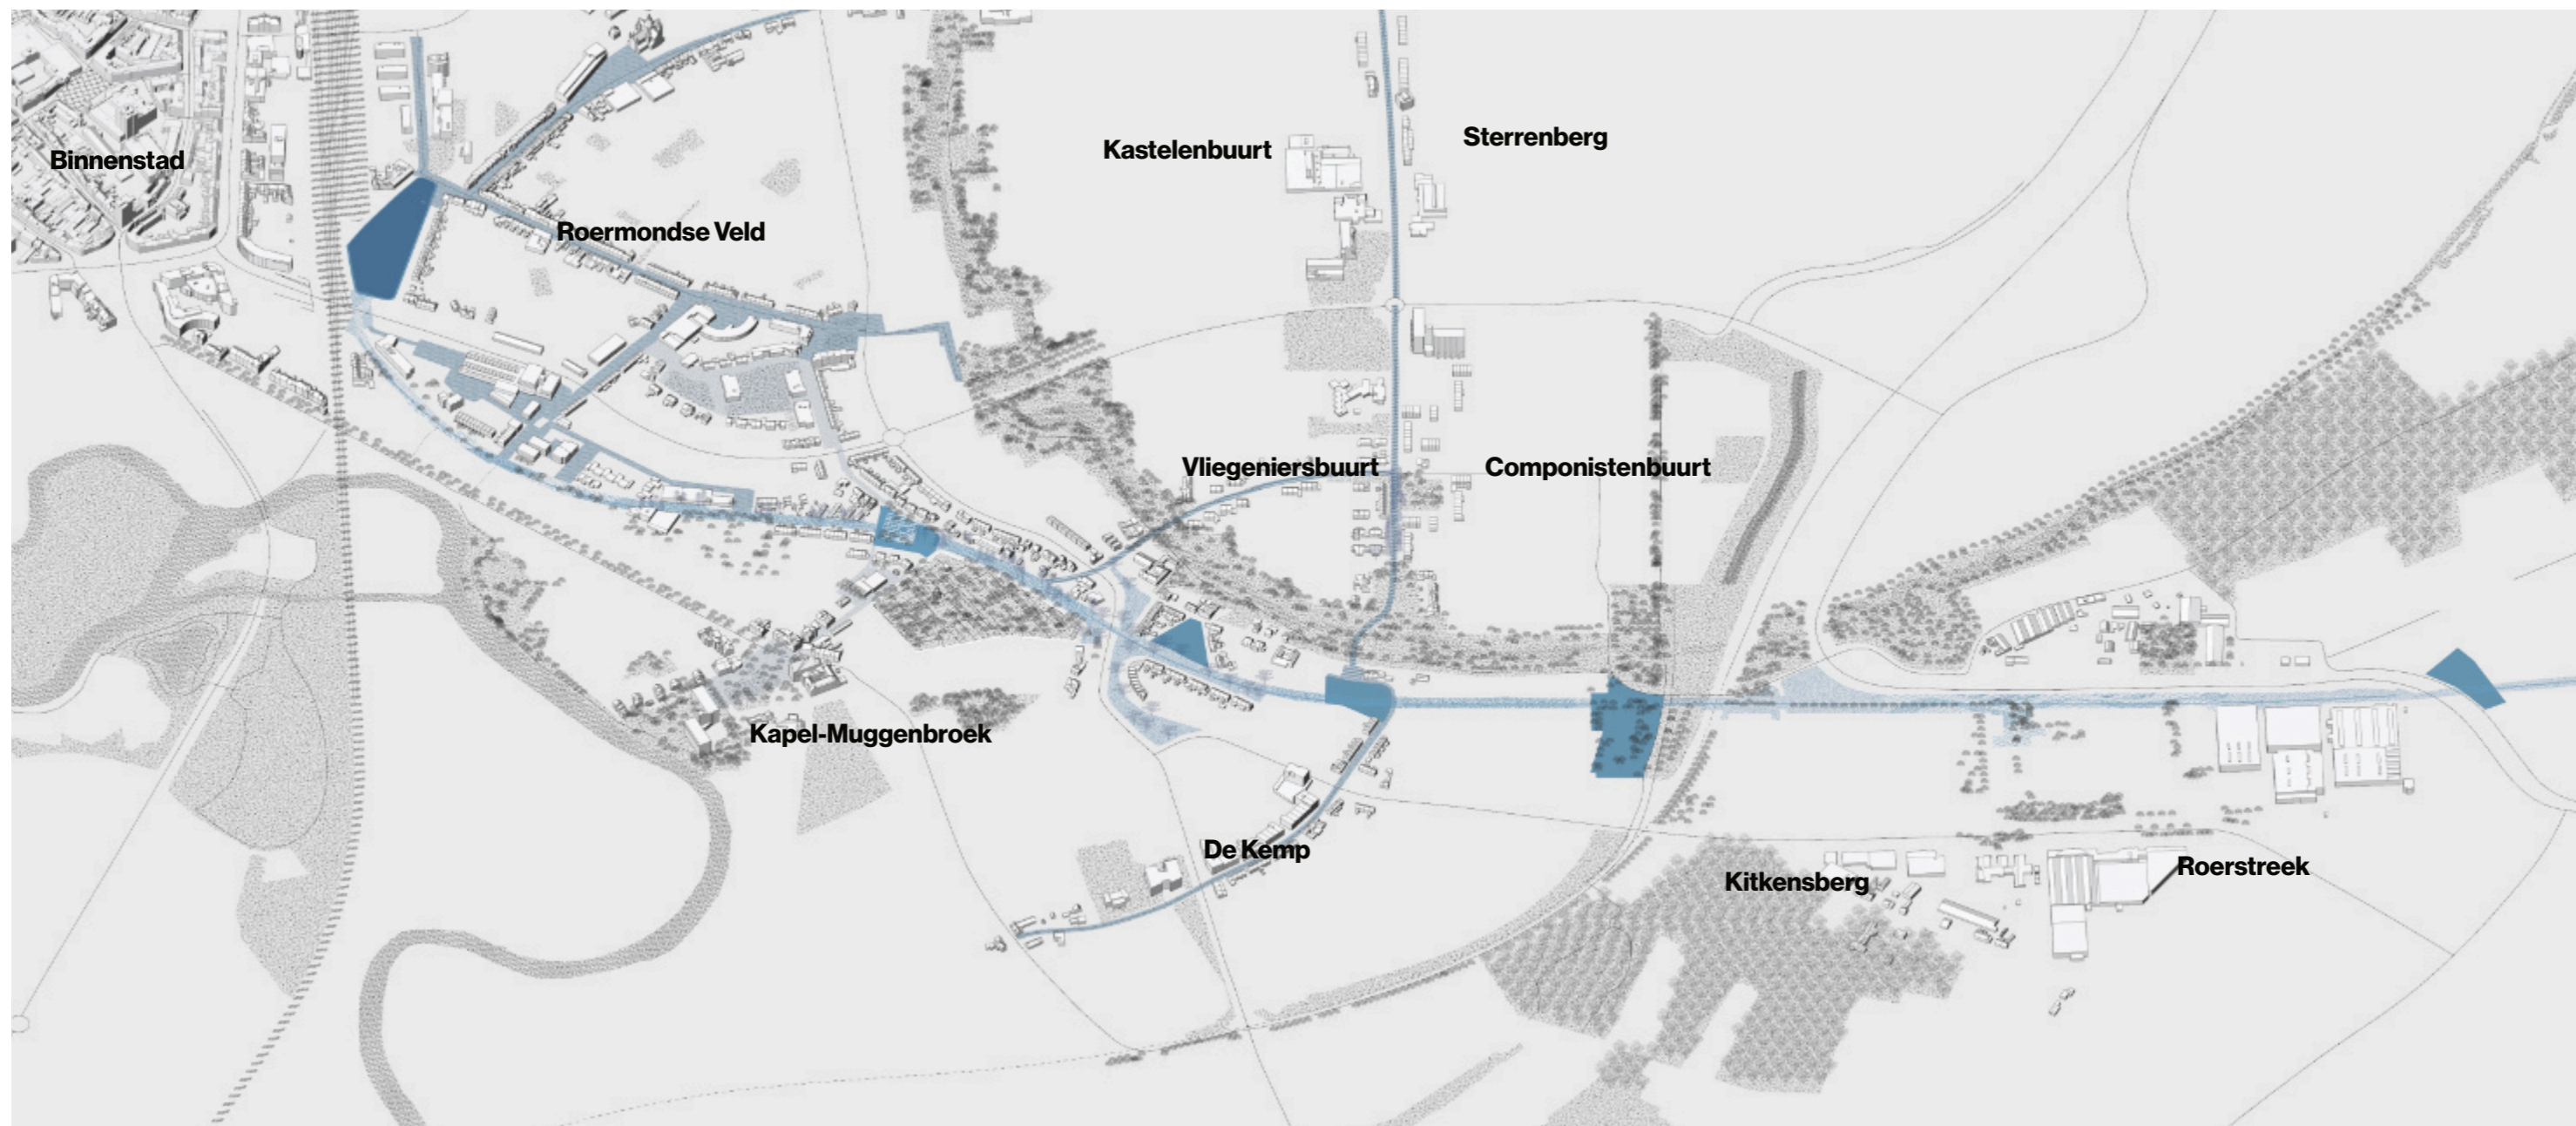 Sterrenberg
Kastelenbuurt
Binnenstad
Roermondse Veld
Vliegeniersbuurt
Componistenbuurt
Kapel-Muggenbroek
De Kemp
Roerstreek
Kitkensberg